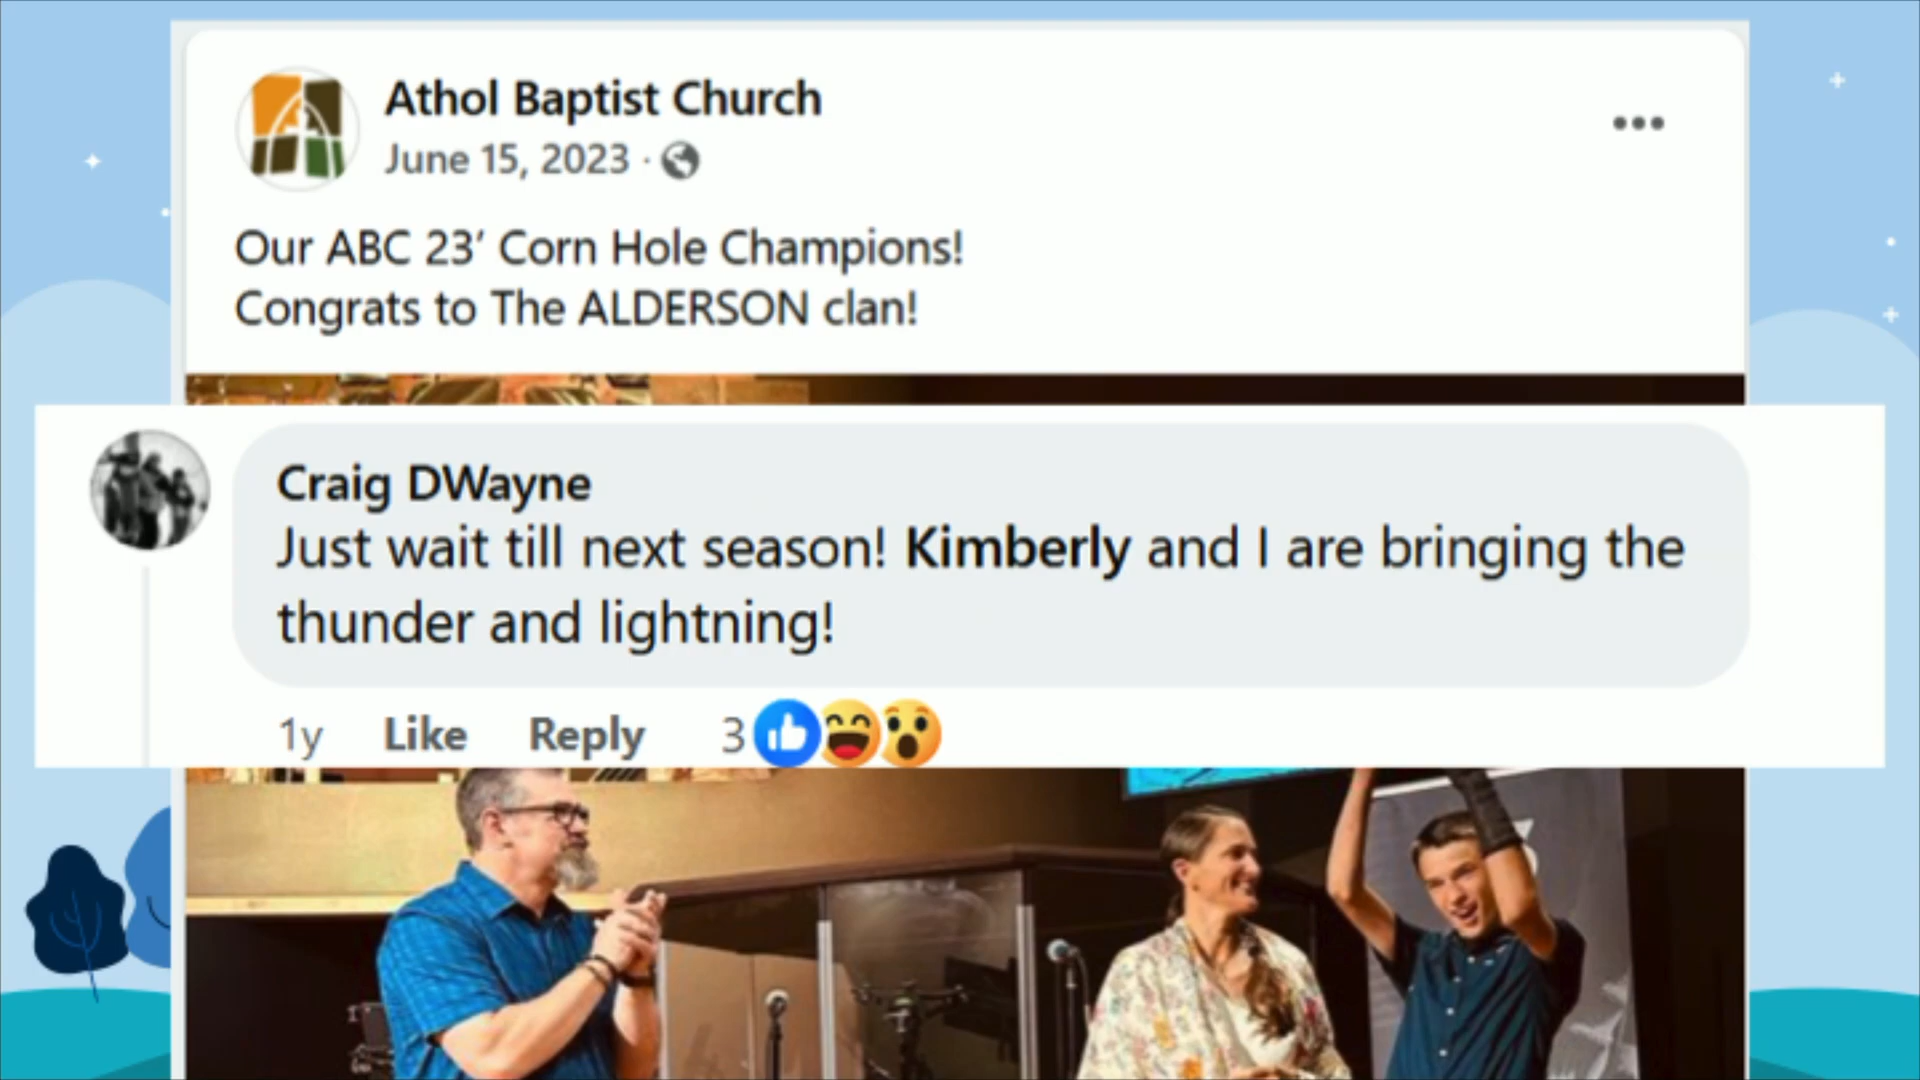 Athol Baptist Church
June 15, 2023 ·
Our ABC 23’ Corn Hole Champions!
Congrats to The ALDERSON clan!
Craig DWayne
Just wait till next season! Kimberly and I are bringing the
thunder and lightning!
1y Like Reply 3